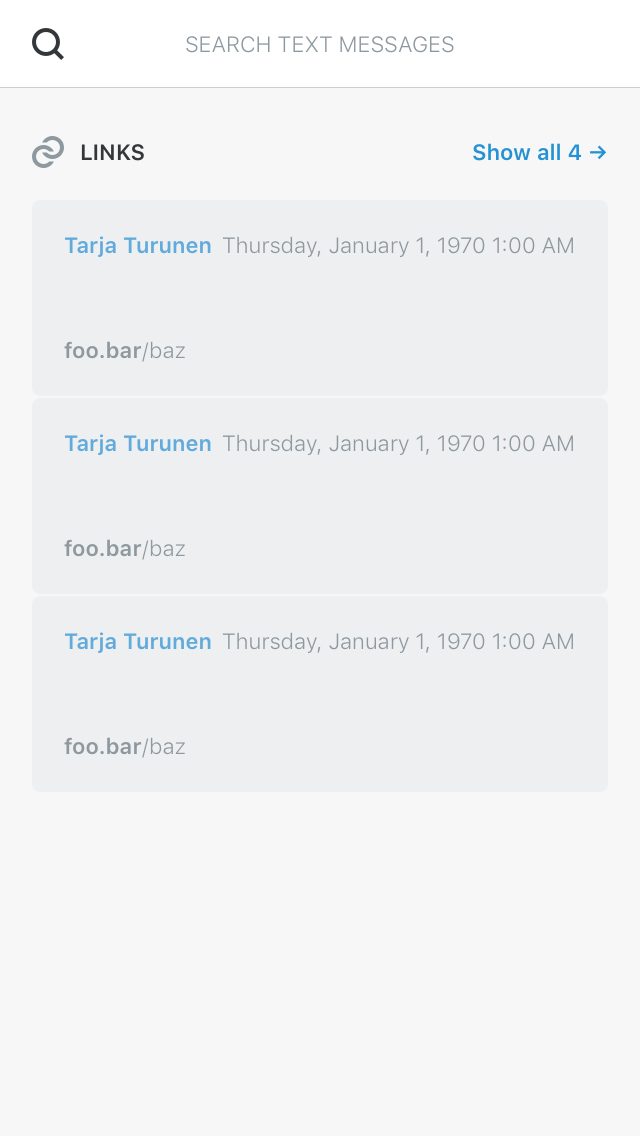 SEARCH TEXT MESSAGES
LINKS Show all 4 →
Tarja Turunen Thursday, January 1, 1970 1:00 AM
foo.bar/baz
Tarja Turunen Thursday, January 1, 1970 1:00 AM
foo.bar/baz
Tarja Turunen Thursday, January 1, 1970 1:00 AM
foo.bar/baz